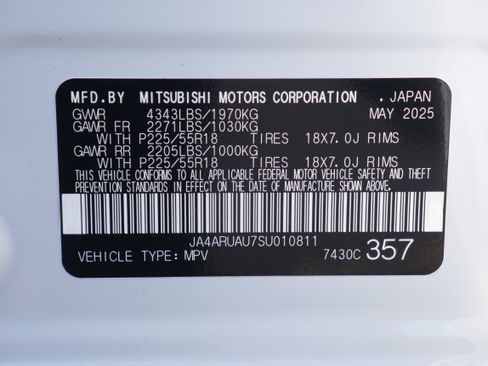 MFD.BY MITSUBISHI MOTORS CORPORATION . JAPAN
GVWR 4343LBS/1970KG MAY 2025
GAWR FR 2271LBS/1030KG
WITH P225/55R18 TIRES 18X7.0J RIMS
GAWR RR 2205LBS/1000KG
WITH P225/55R18 TIRES 18X7.0J RIMS
THIS VEHICLE CONFORMS TO ALL APPLICABLE FEDERAL MOTOR VEHICLE SAFETY AND THEFT
PREVENTION STANDARDS IN EFFECT ON THE DATE OF MANUFACTURE SHOWN ABOVE.
JA4ARUAU7SU010811
VEHICLE TYPE: MPV 7430C 357